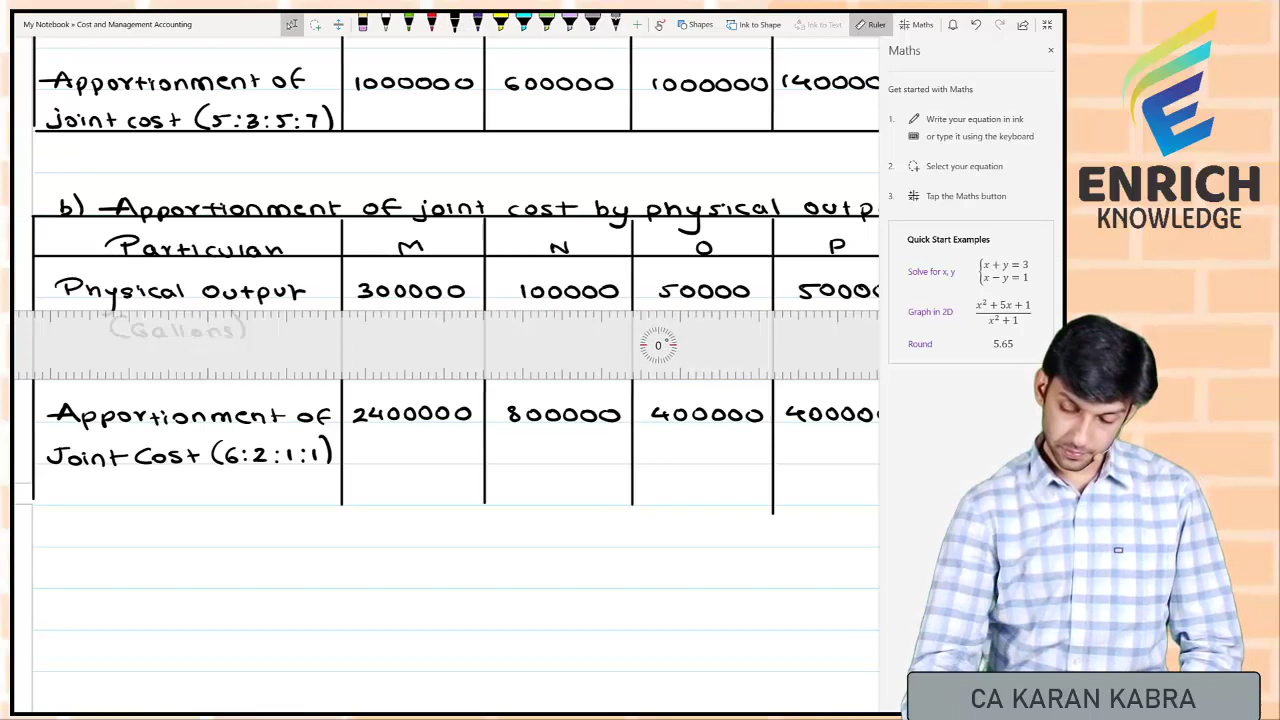 My Notebook » Cost and Management Accounting
Shapes
Ink to Shape
Ink to Text
Ruler
Maths
Apportionment of 1000000 600000 1000000 140000
joint cost (5:3:5:7)
b) Apportionment of joint cost by physical outp
Particular M N O P
Physical output 300000 100000 50000 5000
(Gallons)
0°
Apportionment of 2400000 800000 400000 40000
Joint Cost (6:2:1:1)
Maths
Get started with Maths
1. Write your equation in ink
or type it using the keyboard
2. Select your equation
3. Tap the Maths button
Quick Start Examples
Solve for x, y { x + y = 3
x − y = 1
Graph in 2D x² + 5x + 1
x² + 1
Round 5.65
E
ENRICH
KNOWLEDGE
CA KARAN KABRA